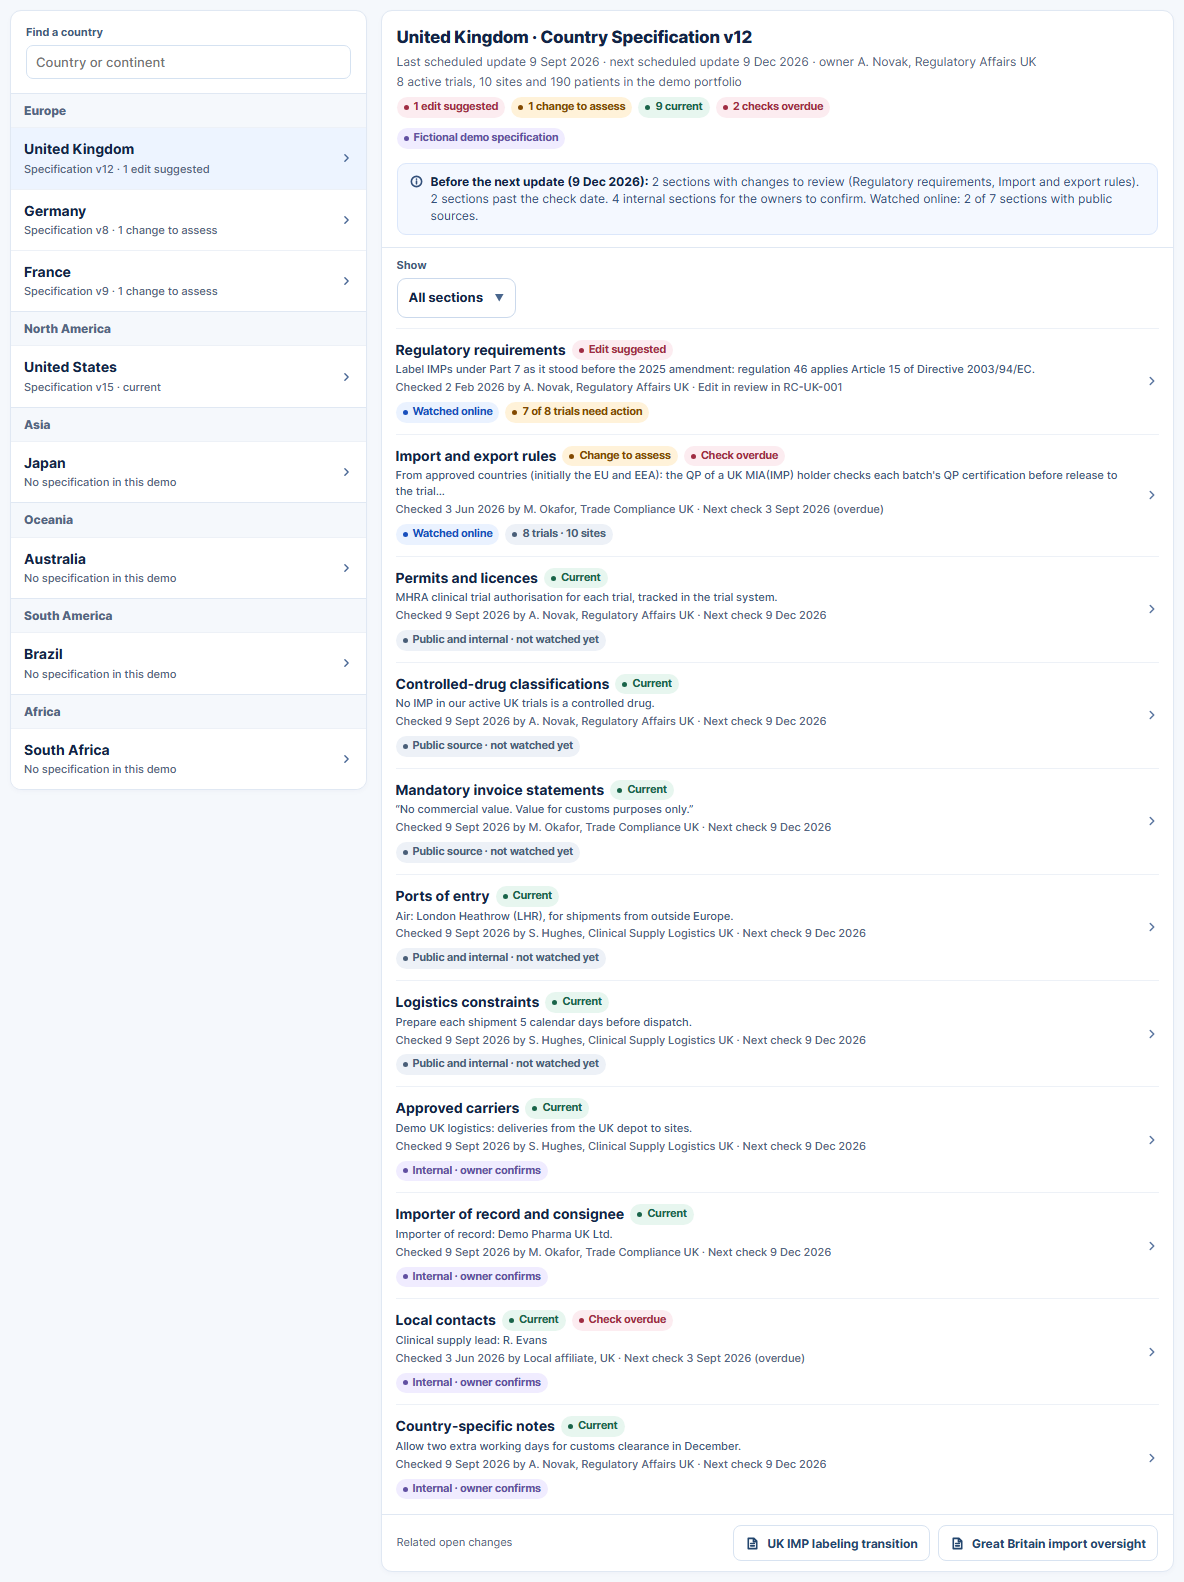 Find a country
Country or continent
Europe
United Kingdom
Specification v12 · 1 edit suggested
Germany
Specification v8 · 1 change to assess
France
Specification v9 · 1 change to assess
North America
United States
Specification v15 · current
Asia
Japan
No specification in this demo
Oceania
Australia
No specification in this demo
South America
Brazil
No specification in this demo
Africa
South Africa
No specification in this demo
United Kingdom · Country Specification v12
Last scheduled update 9 Sept 2026 · next scheduled update 9 Dec 2026 · owner A. Novak, Regulatory Affairs UK
8 active trials, 10 sites and 190 patients in the demo portfolio
1 edit suggested 1 change to assess 9 current 2 checks overdue
Fictional demo specification
Before the next update (9 Dec 2026): 2 sections with changes to review (Regulatory requirements, Import and export rules).
2 sections past the check date. 4 internal sections for the owners to confirm. Watched online: 2 of 7 sections with public
sources.
Show
All sections
Regulatory requirements Edit suggested
Label IMPs under Part 7 as it stood before the 2025 amendment: regulation 46 applies Article 15 of Directive 2003/94/EC.
Checked 2 Feb 2026 by A. Novak, Regulatory Affairs UK · Edit in review in RC-UK-001
Watched online 7 of 8 trials need action
Import and export rules Change to assess Check overdue
From approved countries (initially the EU and EEA): the QP of a UK MIA(IMP) holder checks each batch's QP certification before release to
the trial...
Checked 3 Jun 2026 by M. Okafor, Trade Compliance UK · Next check 3 Sept 2026 (overdue)
Watched online 8 trials · 10 sites
Permits and licences Current
MHRA clinical trial authorisation for each trial, tracked in the trial system.
Checked 9 Sept 2026 by A. Novak, Regulatory Affairs UK · Next check 9 Dec 2026
Public and internal · not watched yet
Controlled-drug classifications Current
No IMP in our active UK trials is a controlled drug.
Checked 9 Sept 2026 by A. Novak, Regulatory Affairs UK · Next check 9 Dec 2026
Public source · not watched yet
Mandatory invoice statements Current
“No commercial value. Value for customs purposes only.”
Checked 9 Sept 2026 by M. Okafor, Trade Compliance UK · Next check 9 Dec 2026
Public source · not watched yet
Ports of entry Current
Air: London Heathrow (LHR), for shipments from outside Europe.
Checked 9 Sept 2026 by S. Hughes, Clinical Supply Logistics UK · Next check 9 Dec 2026
Public and internal · not watched yet
Logistics constraints Current
Prepare each shipment 5 calendar days before dispatch.
Checked 9 Sept 2026 by S. Hughes, Clinical Supply Logistics UK · Next check 9 Dec 2026
Public and internal · not watched yet
Approved carriers Current
Demo UK logistics: deliveries from the UK depot to sites.
Checked 9 Sept 2026 by S. Hughes, Clinical Supply Logistics UK · Next check 9 Dec 2026
Internal · owner confirms
Importer of record and consignee Current
Importer of record: Demo Pharma UK Ltd.
Checked 9 Sept 2026 by M. Okafor, Trade Compliance UK · Next check 9 Dec 2026
Internal · owner confirms
Local contacts Current Check overdue
Clinical supply lead: R. Evans
Checked 3 Jun 2026 by Local affiliate, UK · Next check 3 Sept 2026 (overdue)
Internal · owner confirms
Country-specific notes Current
Allow two extra working days for customs clearance in December.
Checked 9 Sept 2026 by A. Novak, Regulatory Affairs UK · Next check 9 Dec 2026
Internal · owner confirms
Related open changes UK IMP labeling transition Great Britain import oversight